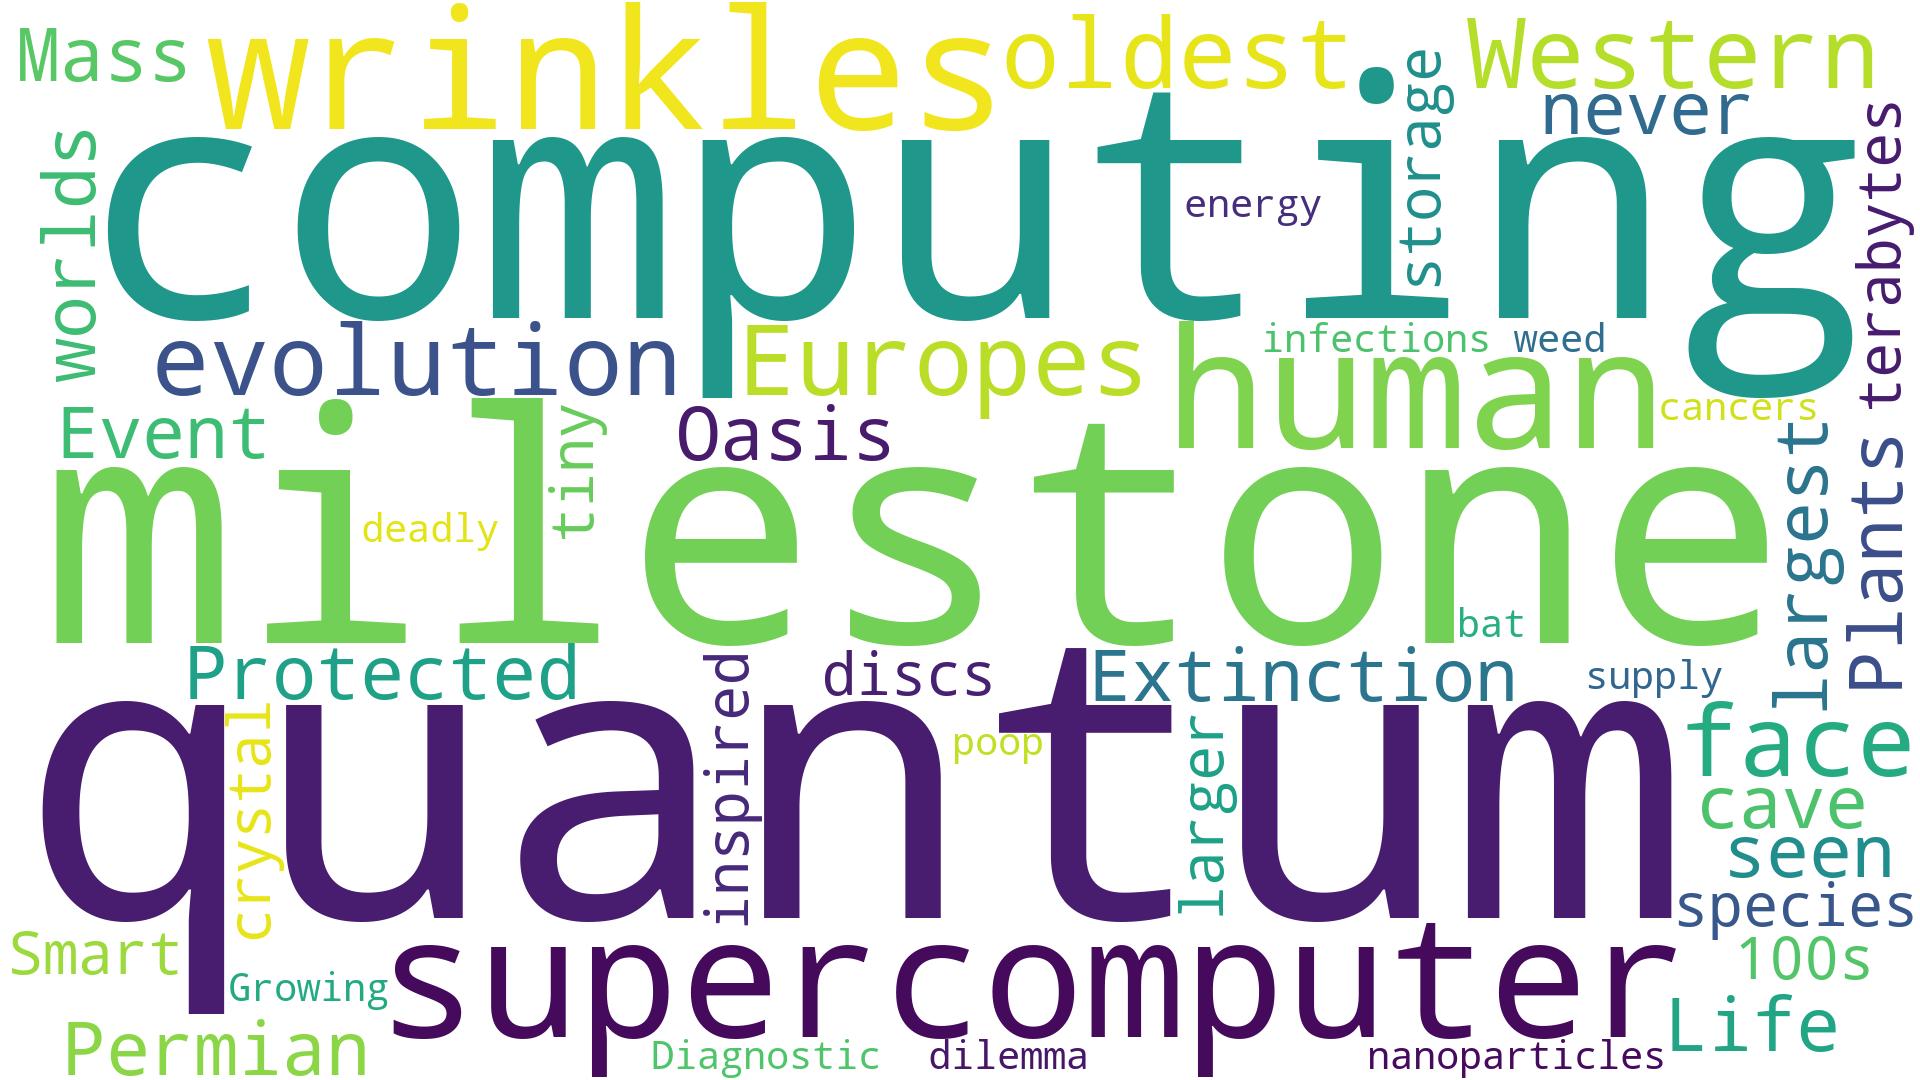 Mass
wrinkles
oldest
Western
never
worlds
computing
storage
energy
terabytes
evolution
Europes
human
infections
weed
cancers
Event
tiny
Oasis
milestone
deadly
largest
Plants
bat
Protected
inspired
discs
Extinction
supply
quantum
crystal
poop
larger
face
cave
seen
species
Smart
Growing
supercomputer
100s
Life
Permian
Diagnostic
dilemma
nanoparticles